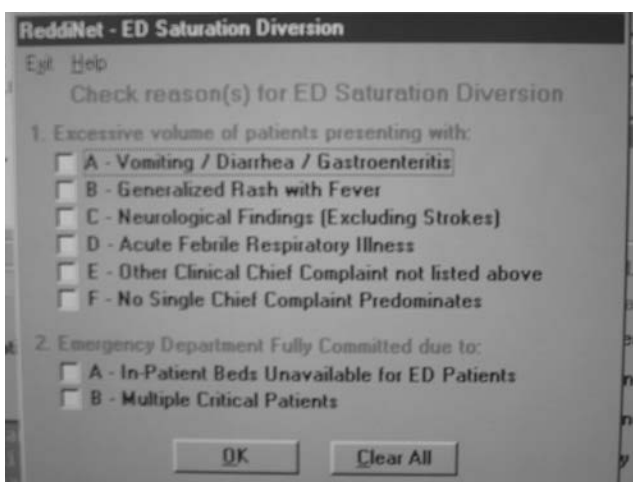 ReddiNet - ED Saturation Diversion
Exit Help
Check reason(s) for ED Saturation Diversion
1. Excessive volume of patients presenting with:
A - Vomiting / Diarrhea / Gastroenteritis
B - Generalized Rash with Fever
C - Neurological Findings (Excluding Strokes)
D - Acute Febrile Respiratory Illness
E - Other Clinical Chief Complaint not listed above
F - No Single Chief Complaint Predominates
2. Emergency Department Fully Committed due to:
A - In-Patient Beds Unavailable for ED Patients
B - Multiple Critical Patients
OK Clear All